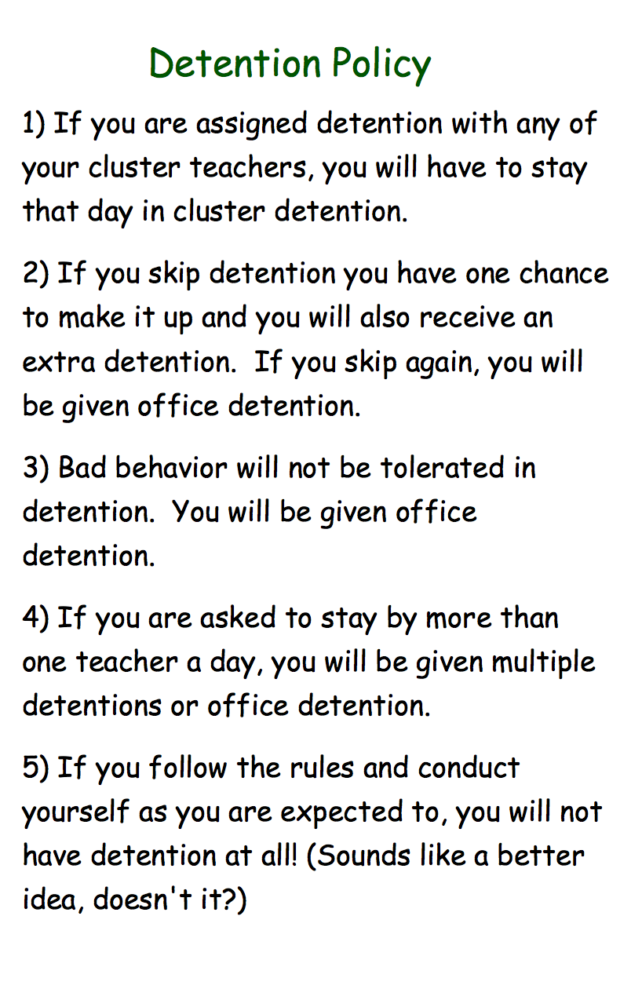 Detention Policy
1) If you are assigned detention with any of
your cluster teachers, you will have to stay
that day in cluster detention.
2) If you skip detention you have one chance
to make it up and you will also receive an
extra detention.  If you skip again, you will
be given office detention.
3) Bad behavior will not be tolerated in
detention.  You will be given office
detention.
4) If you are asked to stay by more than
one teacher a day, you will be given multiple
detentions or office detention.
5) If you follow the rules and conduct
yourself as you are expected to, you will not
have detention at all! (Sounds like a better
idea, doesn't it?)